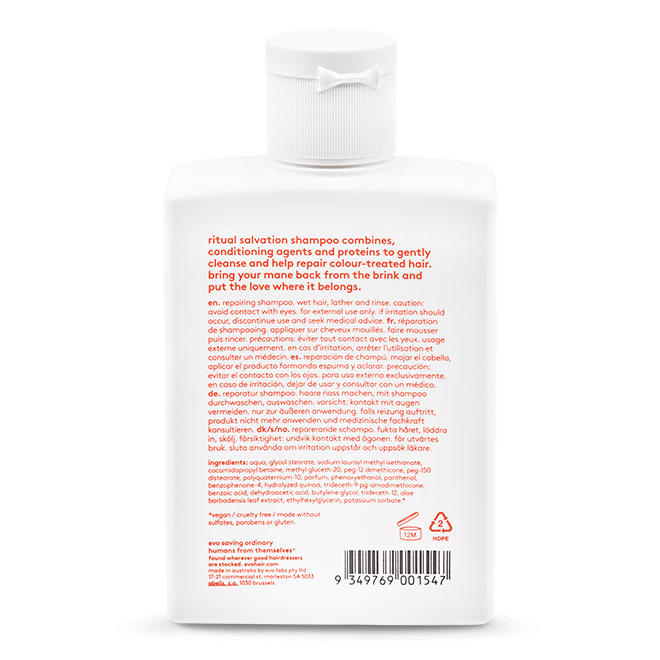 ritual salvation shampoo combines,
conditioning agents and proteins to gently
cleanse and help repair colour-treated hair.
bring your mane back from the brink and
put the love where it belongs.
en. repairing shampoo. wet hair, lather and rinse. caution:
avoid contact with eyes. for external use only. if irritation should
occur, discontinue use and seek medical advice. fr. réparation
de shampooing. appliquer sur cheveux mouillés. faire mousser
puis rincer. précautions: éviter tout contact avec les yeux. usage
externe uniquement. en cas d'irritation, arrêter l'utilisation et
consulter un médecin. es. reparación de champú. mojar el cabello,
aplicar el producto formando espuma y aclarar. precaución:
evitar el contacto con los ojos. para uso externo exclusivamente.
en caso de irritación, dejar de usar y consultar con un médico.
de. reparatur shampoo. haare nass machen, mit shampoo
durchwaschen, auswaschen. vorsicht: kontakt mit augen
vermeiden. nur zur äußeren anwendung. falls reizung auftritt,
produkt nicht mehr anwenden und medizinische fachkraft
konsultieren. dk/s/no. reparerande schampo. fukta håret, löddra
in, skölj. försiktighet: undvik kontakt med ögonen. för utvärtes
bruk. sluta använda om irritation uppstår och uppsök läkare.
ingredients: aqua, glycol stearate, sodium lauroyl methyl isethionate,
cocamidopropyl betaine, methyl gluceth-20, peg-12 dimethicone, peg-150
distearate, polyquaternium-10, parfum, phenoxyethanol, panthenol,
benzophenone-4, hydrolyzed quinoa, trideceth-9 pg-amodimethicone,
benzoic acid, dehydroacetic acid, butylene glycol, trideceth-12, aloe
barbadensis leaf extract, ethylhexylglycerin, potassium sorbate.*
*vegan / cruelty free / made without
sulfates, parabens or gluten.
12M
2
HDPE
evo saving ordinary
humans from themselves™
found wherever good hairdressers
are stocked. evohair.com
made in australia by evo labs pty ltd
17-21 commercial st. marleston SA 5033
obelis, s.a. 1030 brussels
9 349769 001547